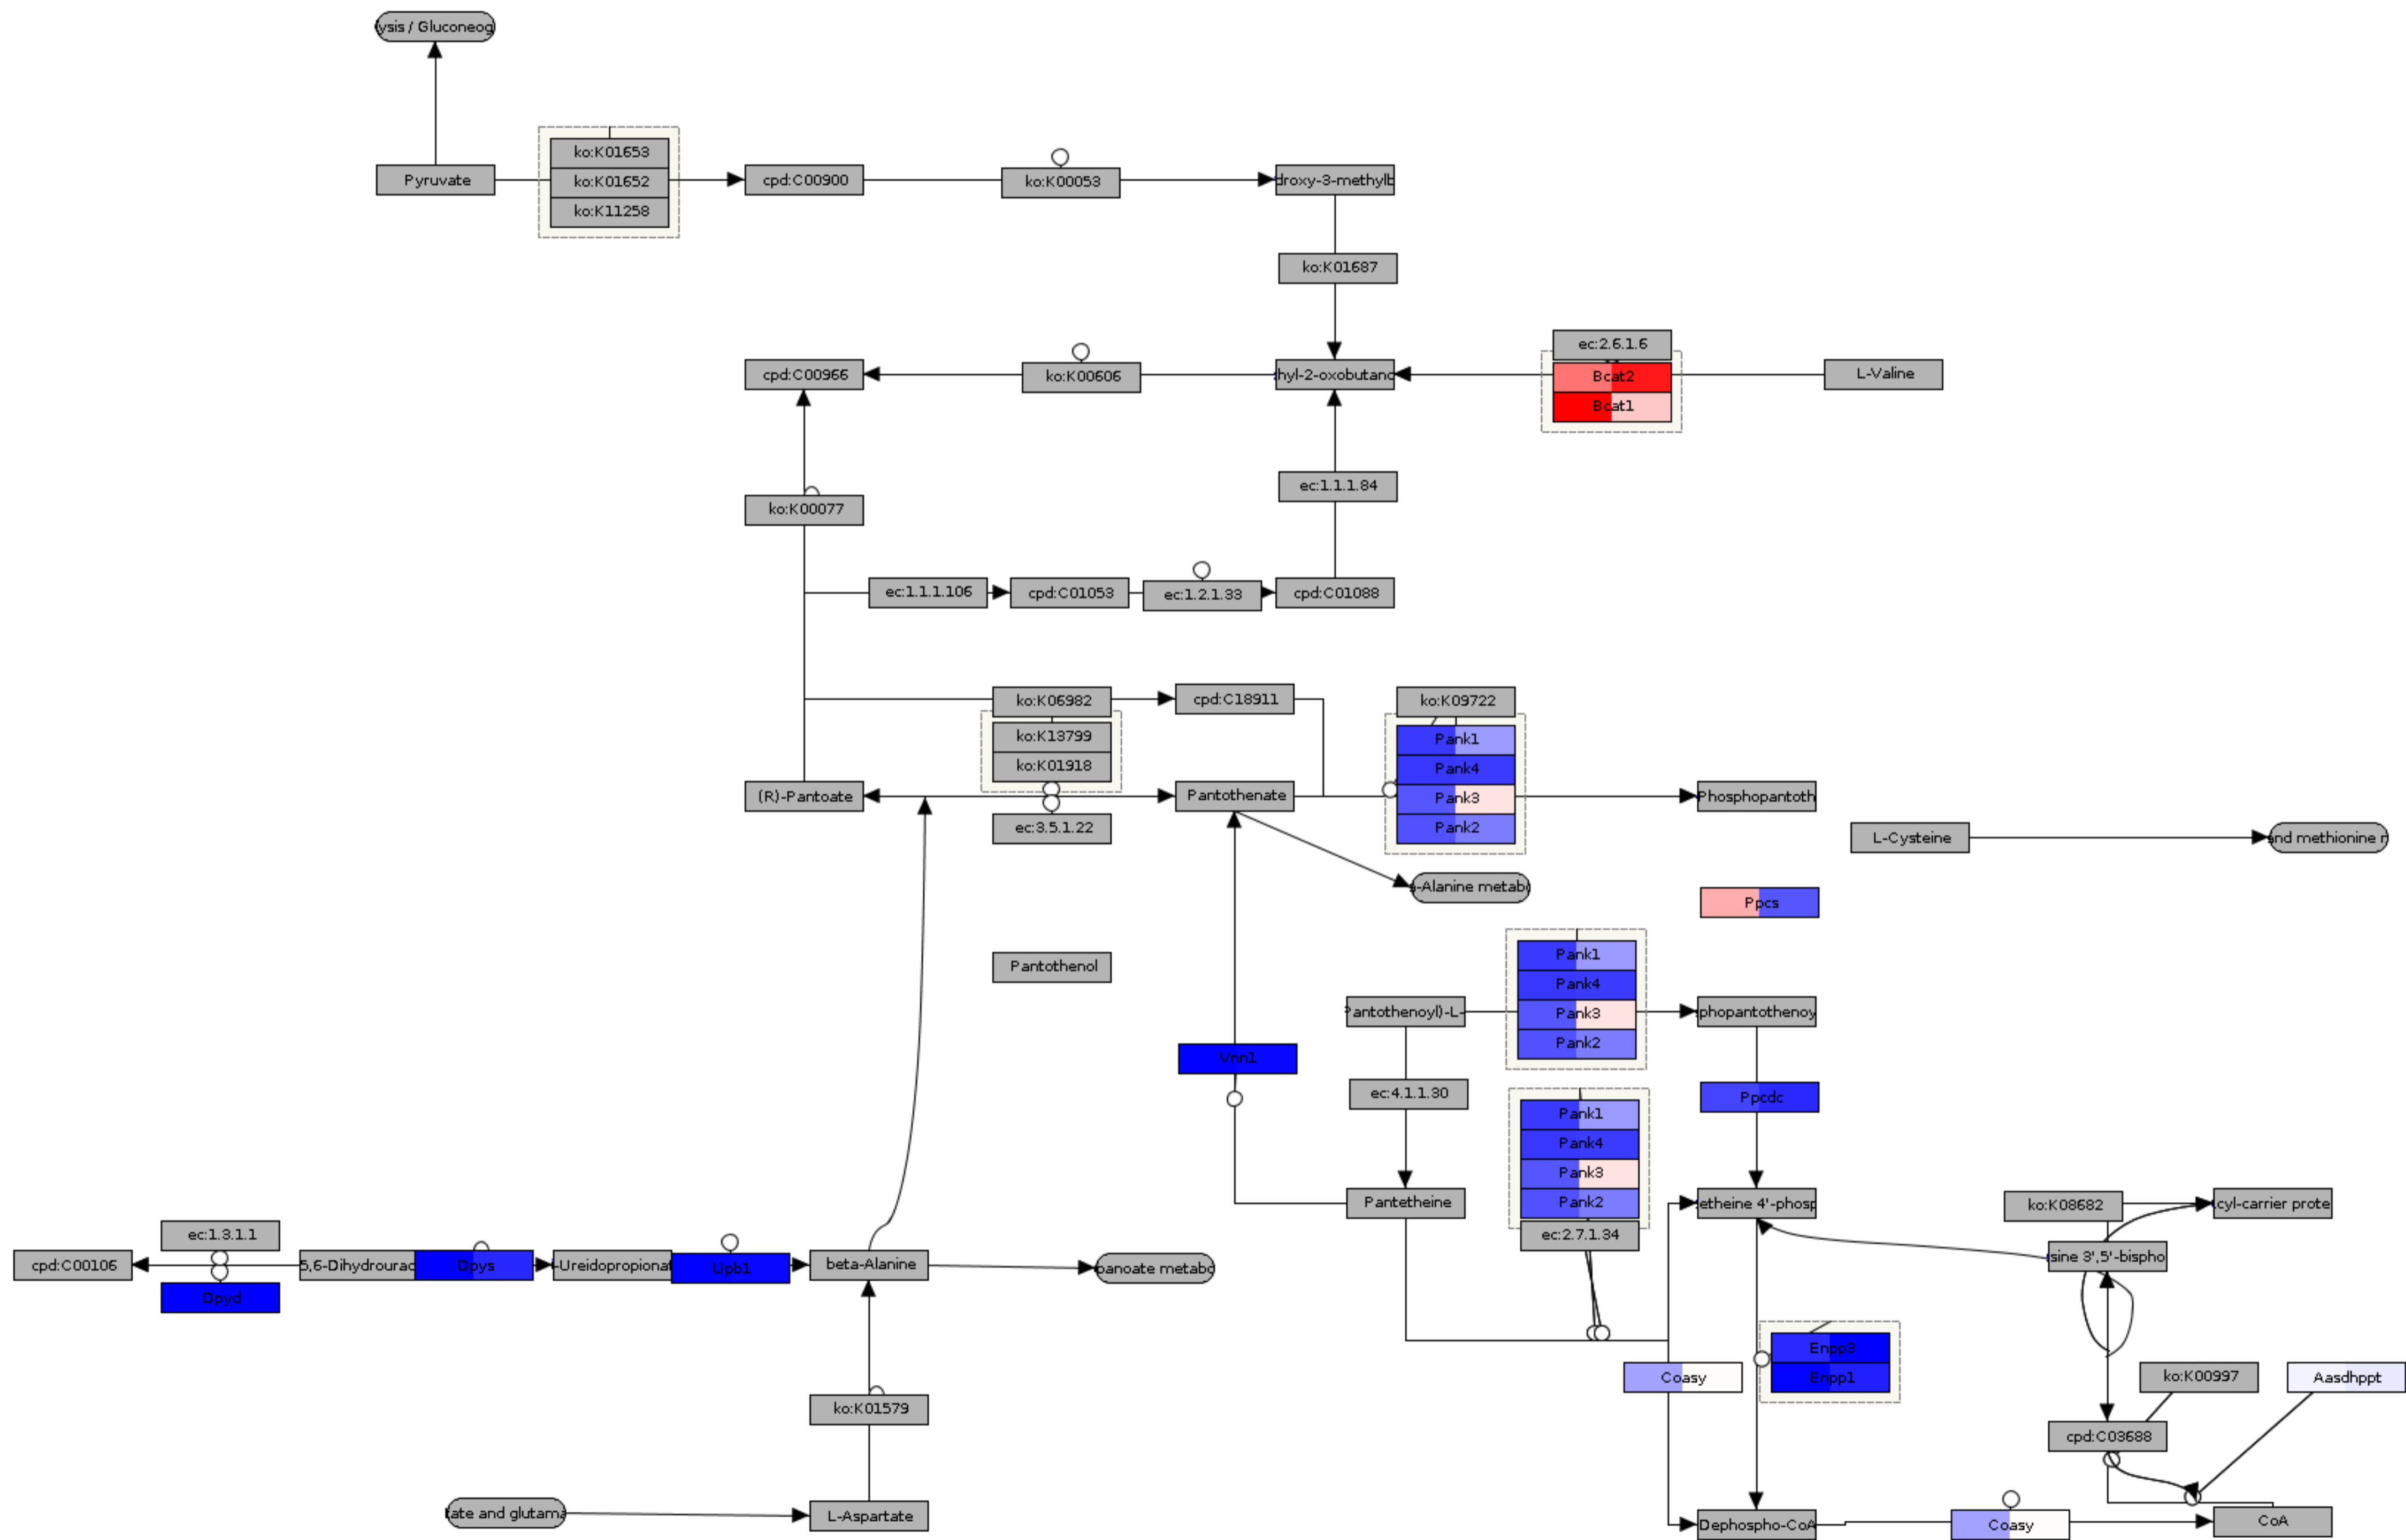 ysis / Gluconeog
ko:K01653
Pyruvate
ko:K01652
cpd:C00900
ko:K00053
droxy-3-methylb
ko:K11258
ko:K01687
ec:2.6.1.6
cpd:C00966
ko:K00606
hyl-2-oxobutano
Bcat2
L-Valine
Bcat1
ec:1.1.1.84
ko:K00077
ec:1.1.1.106
cpd:C01053
ec:1.2.1.33
cpd:C01088
ko:K06982
cpd:C18911
ko:K09722
ko:K13799
Pank1
ko:K01918
Pank4
(R)-Pantoate
Pantothenate
Pank3
Phosphopantoth
ec:3.5.1.22
Pank2
L-Cysteine
and methionine r
a-Alanine metabo
Ppcs
Pantothenol
Pank1
Pank4
Pantothenoyl)-L-
Pank3
phopantothenoy
Pank2
Vnn1
ec:4.1.1.30
Ppcdc
Pank1
Pank4
Pank3
Pantetheine
Pank2
etheine 4'-phosp
ko:K08682
cyl-carrier prote
ec:1.3.1.1
ec:2.7.1.34
cpd:C00106
5,6-Dihydrourac
Dpys
-Ureidopropionat
Upb1
beta-Alanine
panoate metabo
sine 3',5'-bispho
Dpyd
Enpp3
Coasy
Enpp1
ko:K00997
Aasdhppt
ko:K01579
cpd:C03688
tate and glutama
L-Aspartate
Dephospho-CoA
Coasy
CoA